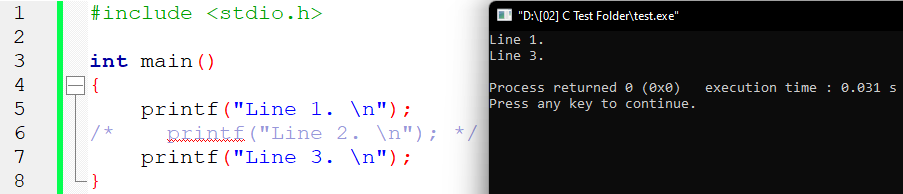 1 #include <stdio.h>
2
3 int main()
4 {
5 printf("Line 1. \n");
6 /* printf("Line 2. \n"); */
7 printf("Line 3. \n");
8 }
"D:\[02] C Test Folder\test.exe"
Line 1.
Line 3.
Process returned 0 (0x0) execution time : 0.031 s
Press any key to continue.